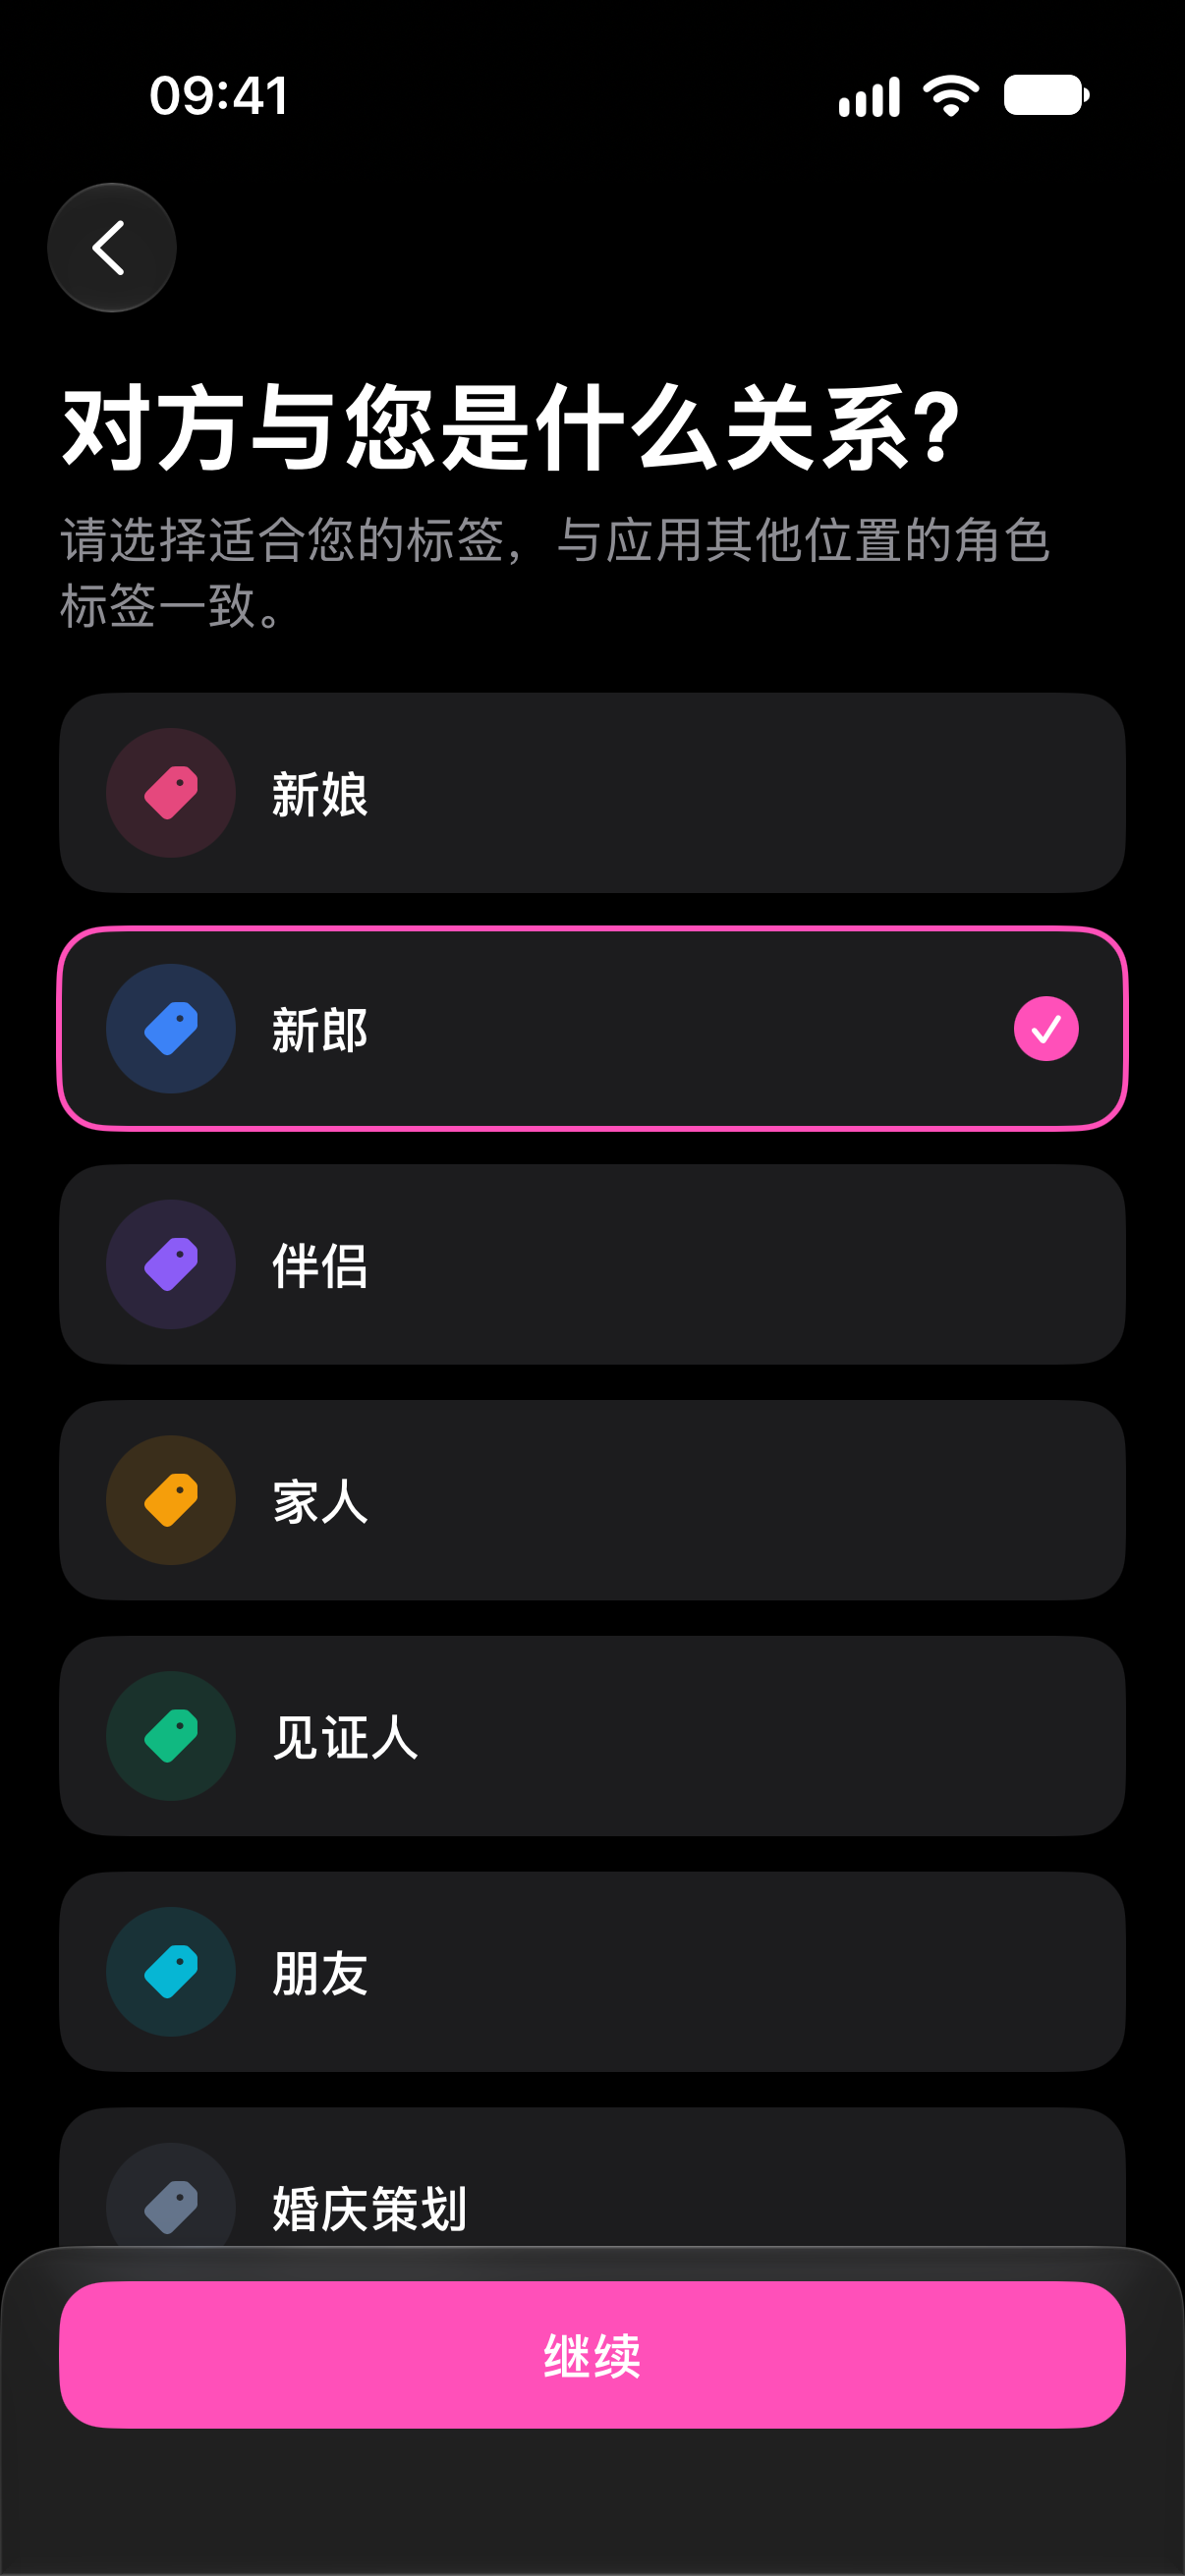 09:41
对方与您是什么关系?
请选择适合您的标签，与应用其他位置的角色
标签一致。
新娘
新郎
伴侣
家人
见证人
朋友
婚庆策划
继续